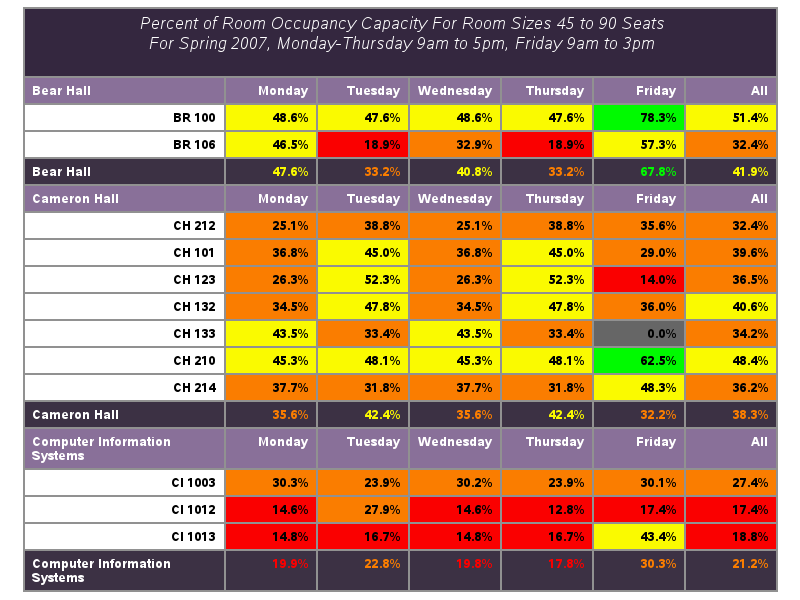 Percent of Room Occupancy Capacity For Room Sizes 45 to 90 Seats
For Spring 2007, Monday-Thursday 9am to 5pm, Friday 9am to 3pm
Bear Hall Monday Tuesday Wednesday Thursday Friday All
BR 100 48.6% 47.6% 48.6% 47.6% 78.3% 51.4%
BR 106 46.5% 18.9% 32.9% 18.9% 57.3% 32.4%
Bear Hall 47.6% 33.2% 40.8% 33.2% 67.8% 41.9%
Cameron Hall Monday Tuesday Wednesday Thursday Friday All
CH 212 25.1% 38.8% 25.1% 38.8% 35.6% 32.4%
CH 101 36.8% 45.0% 36.8% 45.0% 29.0% 39.6%
CH 123 26.3% 52.3% 26.3% 52.3% 14.0% 36.5%
CH 132 34.5% 47.8% 34.5% 47.8% 36.0% 40.6%
CH 133 43.5% 33.4% 43.5% 33.4% 0.0% 34.2%
CH 210 45.3% 48.1% 45.3% 48.1% 62.5% 48.4%
CH 214 37.7% 31.8% 37.7% 31.8% 48.3% 36.2%
Cameron Hall 35.6% 42.4% 35.6% 42.4% 32.2% 38.3%
Computer Information Monday Tuesday Wednesday Thursday Friday All
Systems
CI 1003 30.3% 23.9% 30.2% 23.9% 30.1% 27.4%
CI 1012 14.6% 27.9% 14.6% 12.8% 17.4% 17.4%
CI 1013 14.8% 16.7% 14.8% 16.7% 43.4% 18.8%
Computer Information 19.9% 22.8% 19.8% 17.8% 30.3% 21.2%
Systems